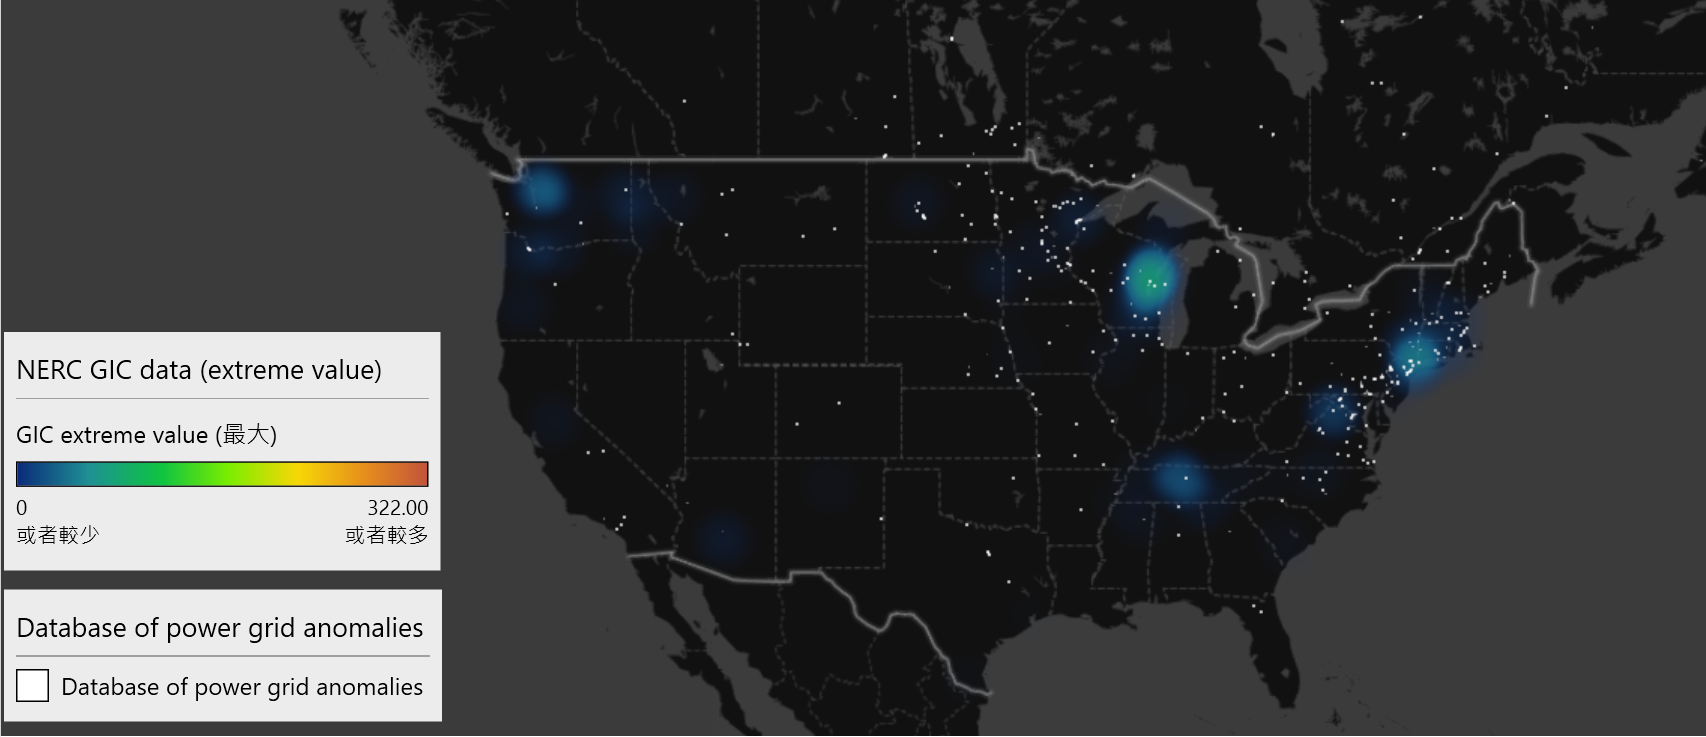 NERC GIC data (extreme value)
GIC extreme value (最大)
0 322.00
或者較少 或者較多
Database of power grid anomalies
Database of power grid anomalies